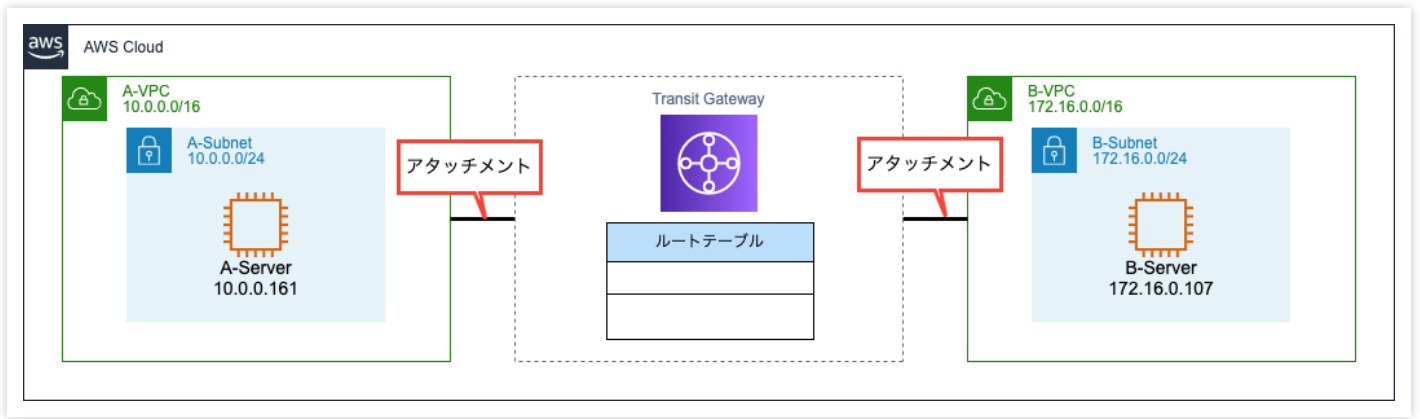 aws
AWS Cloud
A-VPC
10.0.0.0/16
A-Subnet
10.0.0.0/24
A-Server
10.0.0.161
アタッチメント
Transit Gateway
ルートテーブル
アタッチメント
B-VPC
172.16.0.0/16
B-Subnet
172.16.0.0/24
B-Server
172.16.0.107